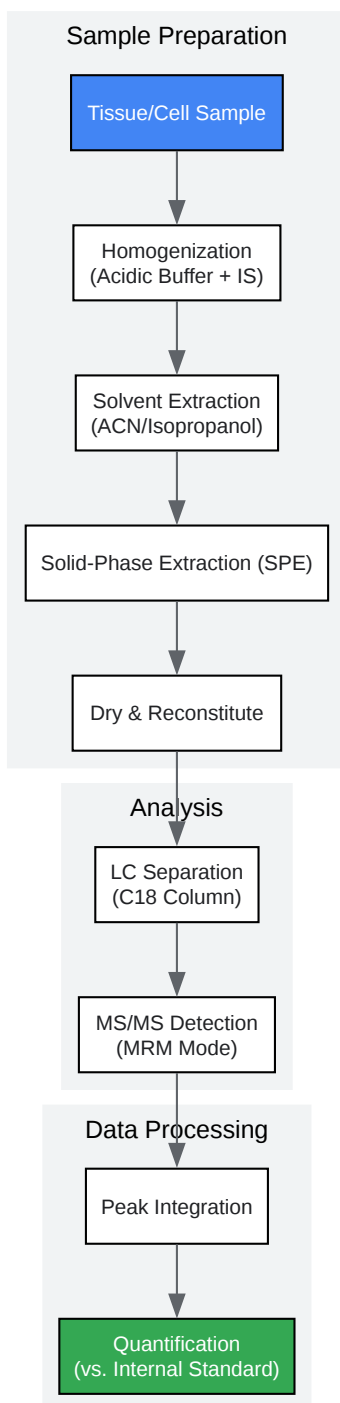 Sample Preparation
Tissue/Cell Sample
Homogenization
(Acidic Buffer + IS)
Solvent Extraction
(ACN/Isopropanol)
Solid-Phase Extraction (SPE)
Dry & Reconstitute
Analysis
LC Separation
(C18 Column)
MS/MS Detection
(MRM Mode)
Data Processing
Peak Integration
Quantification
(vs. Internal Standard)